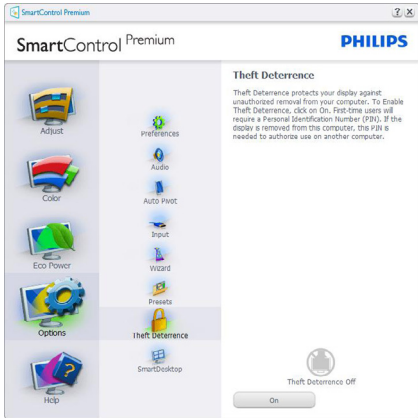 SmartControl Premium
SmartControl Premium
PHILIPS
Adjust
Color
Eco Power
Options
Help
Preferences
Audio
Auto Pivot
Input
Wizard
Presets
Theft Deterrence
SmartDesktop
Theft Deterrence
Theft Deterrence protects your display against
unauthorized removal from your computer. To Enable
Theft Deterrence, click on On. First-time users will
require a Personal Identification Number (PIN). If the
display is removed from this computer, this PIN is
needed to authorize use on another computer.
Theft Deterrence Off
On